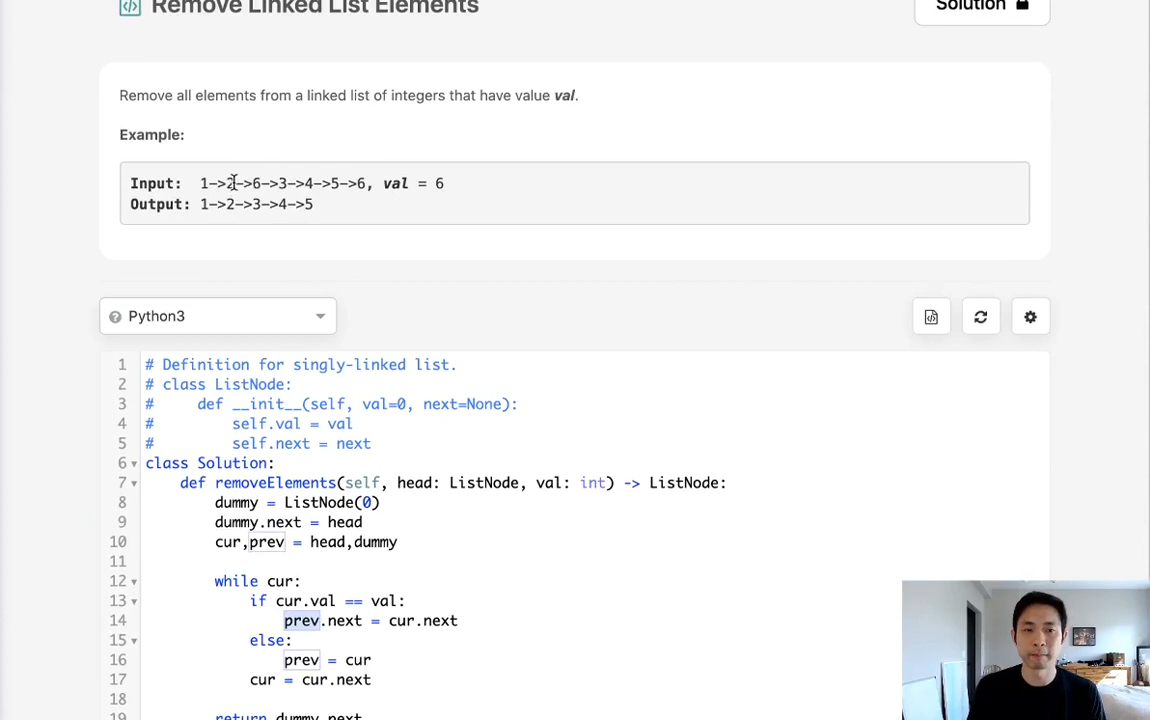 Remove Linked List Elements
Solution
Remove all elements from a linked list of integers that have value val.
Example:
Input:  1->2->6->3->4->5->6, val = 6
Output: 1->2->3->4->5
Python3
1 # Definition for singly-linked list.
2 # class ListNode:
3 #     def __init__(self, val=0, next=None):
4 #         self.val = val
5 #         self.next = next
6 class Solution:
7     def removeElements(self, head: ListNode, val: int) -> ListNode:
8         dummy = ListNode(0)
9         dummy.next = head
10         cur,prev = head,dummy
11
12         while cur:
13             if cur.val == val:
14                 prev.next = cur.next
15             else:
16                 prev = cur
17             cur = cur.next
18
19         return dummy.next